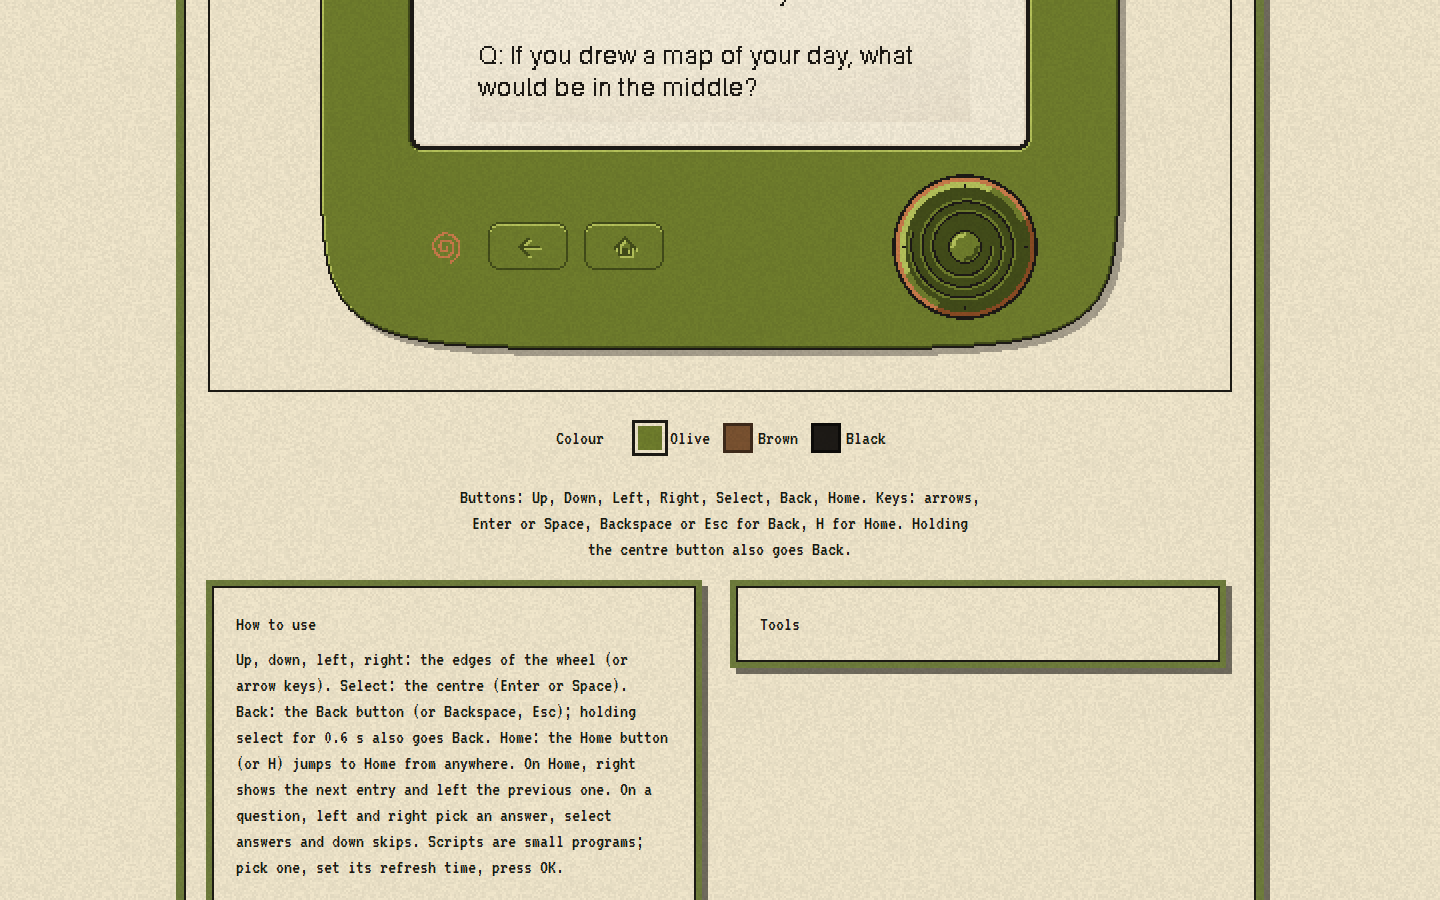 Q: If you drew a map of your day, what
would be in the middle?
Colour Olive Brown Black
Buttons: Up, Down, Left, Right, Select, Back, Home. Keys: arrows,
Enter or Space, Backspace or Esc for Back, H for Home. Holding
the centre button also goes Back.
How to use
Up, down, left, right: the edges of the wheel (or
arrow keys). Select: the centre (Enter or Space).
Back: the Back button (or Backspace, Esc); holding
select for 0.6 s also goes Back. Home: the Home button
(or H) jumps to Home from anywhere. On Home, right
shows the next entry and left the previous one. On a
question, left and right pick an answer, select
answers and down skips. Scripts are small programs;
pick one, set its refresh time, press OK.
Tools